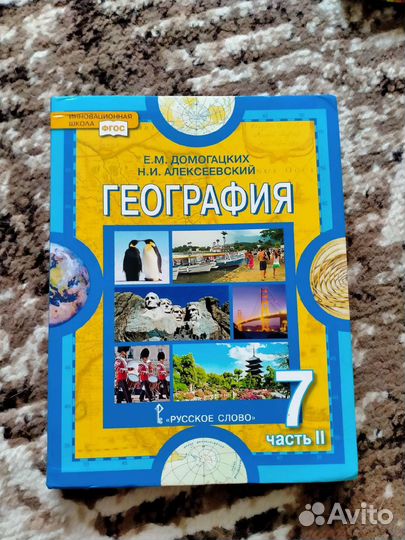 ИННОВАЦИОННАЯ
ШКОЛА
ФГОС
Е.М. ДОМОГАЦКИХ
Н.И. АЛЕКСЕЕВСКИЙ
ГЕОГРАФИЯ
7
часть II
«РУССКОЕ СЛОВО»
Avito